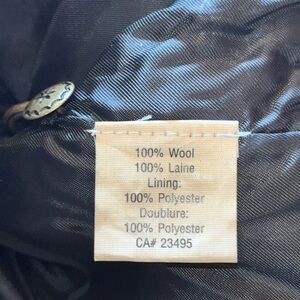 100% Wool
100% Laine
Lining:
100% Polyester
Doublure:
100% Polyester
CA# 23495